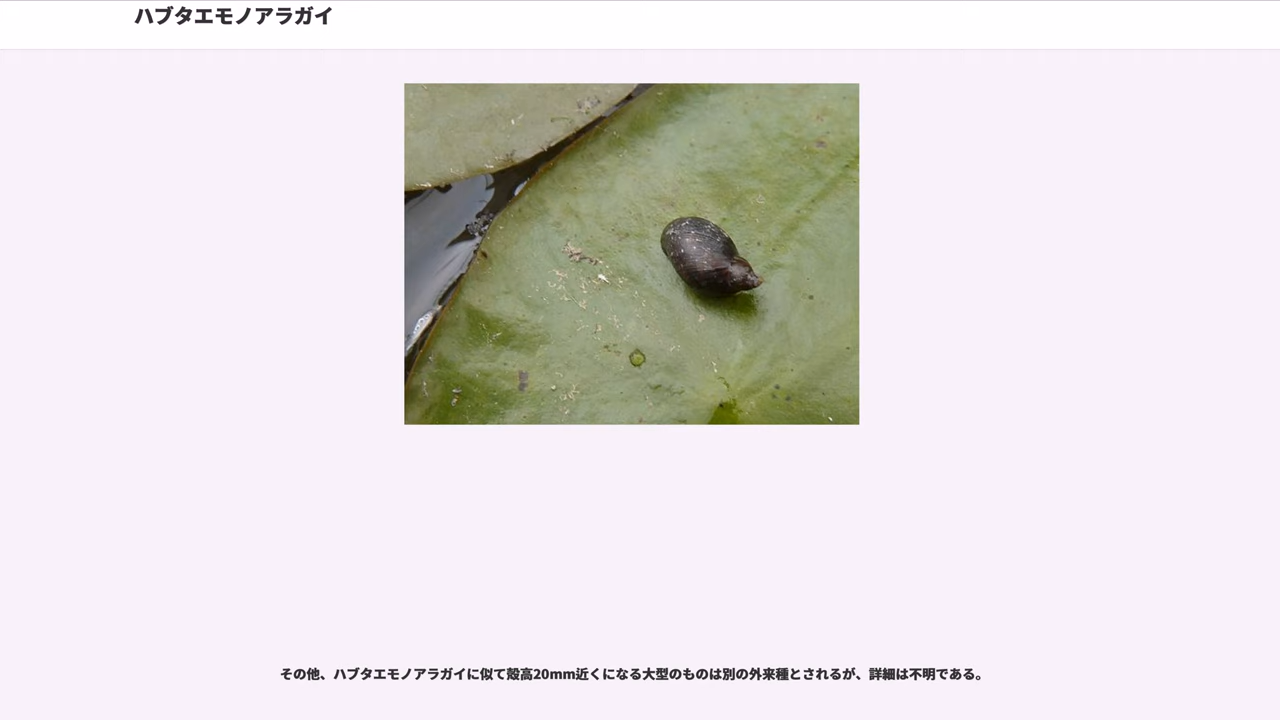 ハブタエモノアラガイ
その他、ハブタエモノアラガイに似て殻高20mm近くになる大型のものは別の外来種とされるが、詳細は不明である。